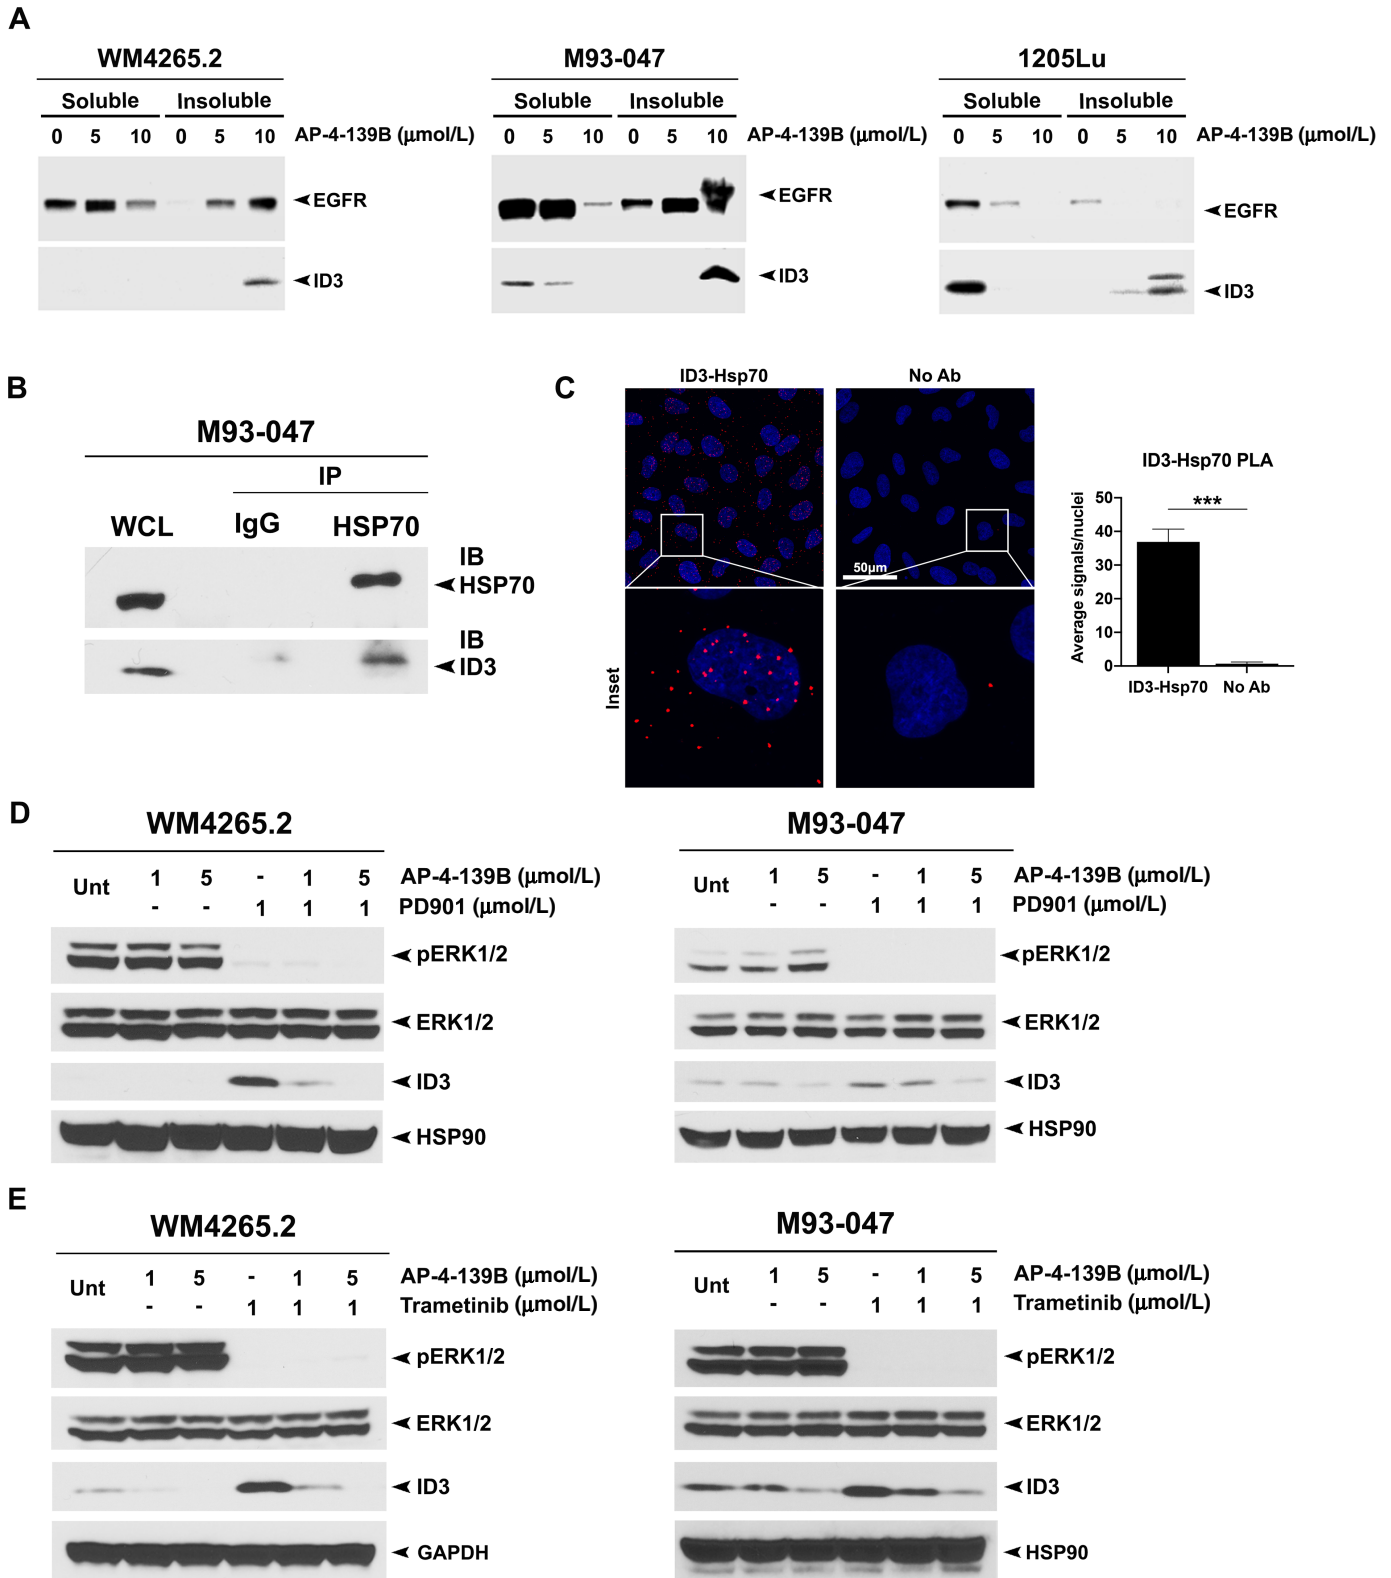 A
WM4265.2
Soluble Insoluble
0 5 10 0 5 10 AP-4-139B (µmol/L)
EGFR
ID3
M93-047
Soluble Insoluble
0 5 10 0 5 10 AP-4-139B (µmol/L)
EGFR
ID3
1205Lu
Soluble Insoluble
0 5 10 0 5 10 AP-4-139B (µmol/L)
EGFR
ID3
B
M93-047
IP
WCL IgG HSP70
IB
HSP70
IB
ID3
C
ID3-Hsp70 No Ab
50µm
Inset
ID3-Hsp70 PLA
Average signals/nuclei
50
40
30
20
10
0
***
ID3-Hsp70 No Ab
D
WM4265.2
Unt 1 5 - 1 5 AP-4-139B (µmol/L)
- - 1 1 1 PD901 (µmol/L)
pERK1/2
ERK1/2
ID3
HSP90
M93-047
Unt 1 5 - 1 5 AP-4-139B (µmol/L)
- - 1 1 1 PD901 (µmol/L)
pERK1/2
ERK1/2
ID3
HSP90
E
WM4265.2
Unt 1 5 - 1 5 AP-4-139B (µmol/L)
- - 1 1 1 Trametinib (µmol/L)
pERK1/2
ERK1/2
ID3
GAPDH
M93-047
Unt 1 5 - 1 5 AP-4-139B (µmol/L)
- - 1 1 1 Trametinib (µmol/L)
pERK1/2
ERK1/2
ID3
HSP90